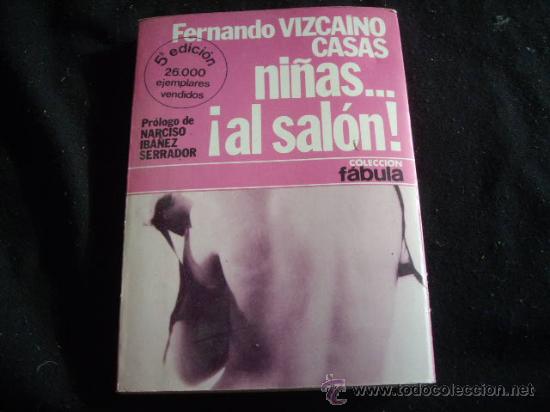 Fernando VIZCAINO
CASAS
5ª edición
26.000
ejemplares
vendidos
niñas...
¡al salón!
Prólogo de
NARCISO
IBAÑEZ
SERRADOR
COLECCION
fábula
© www.todocoleccion.net